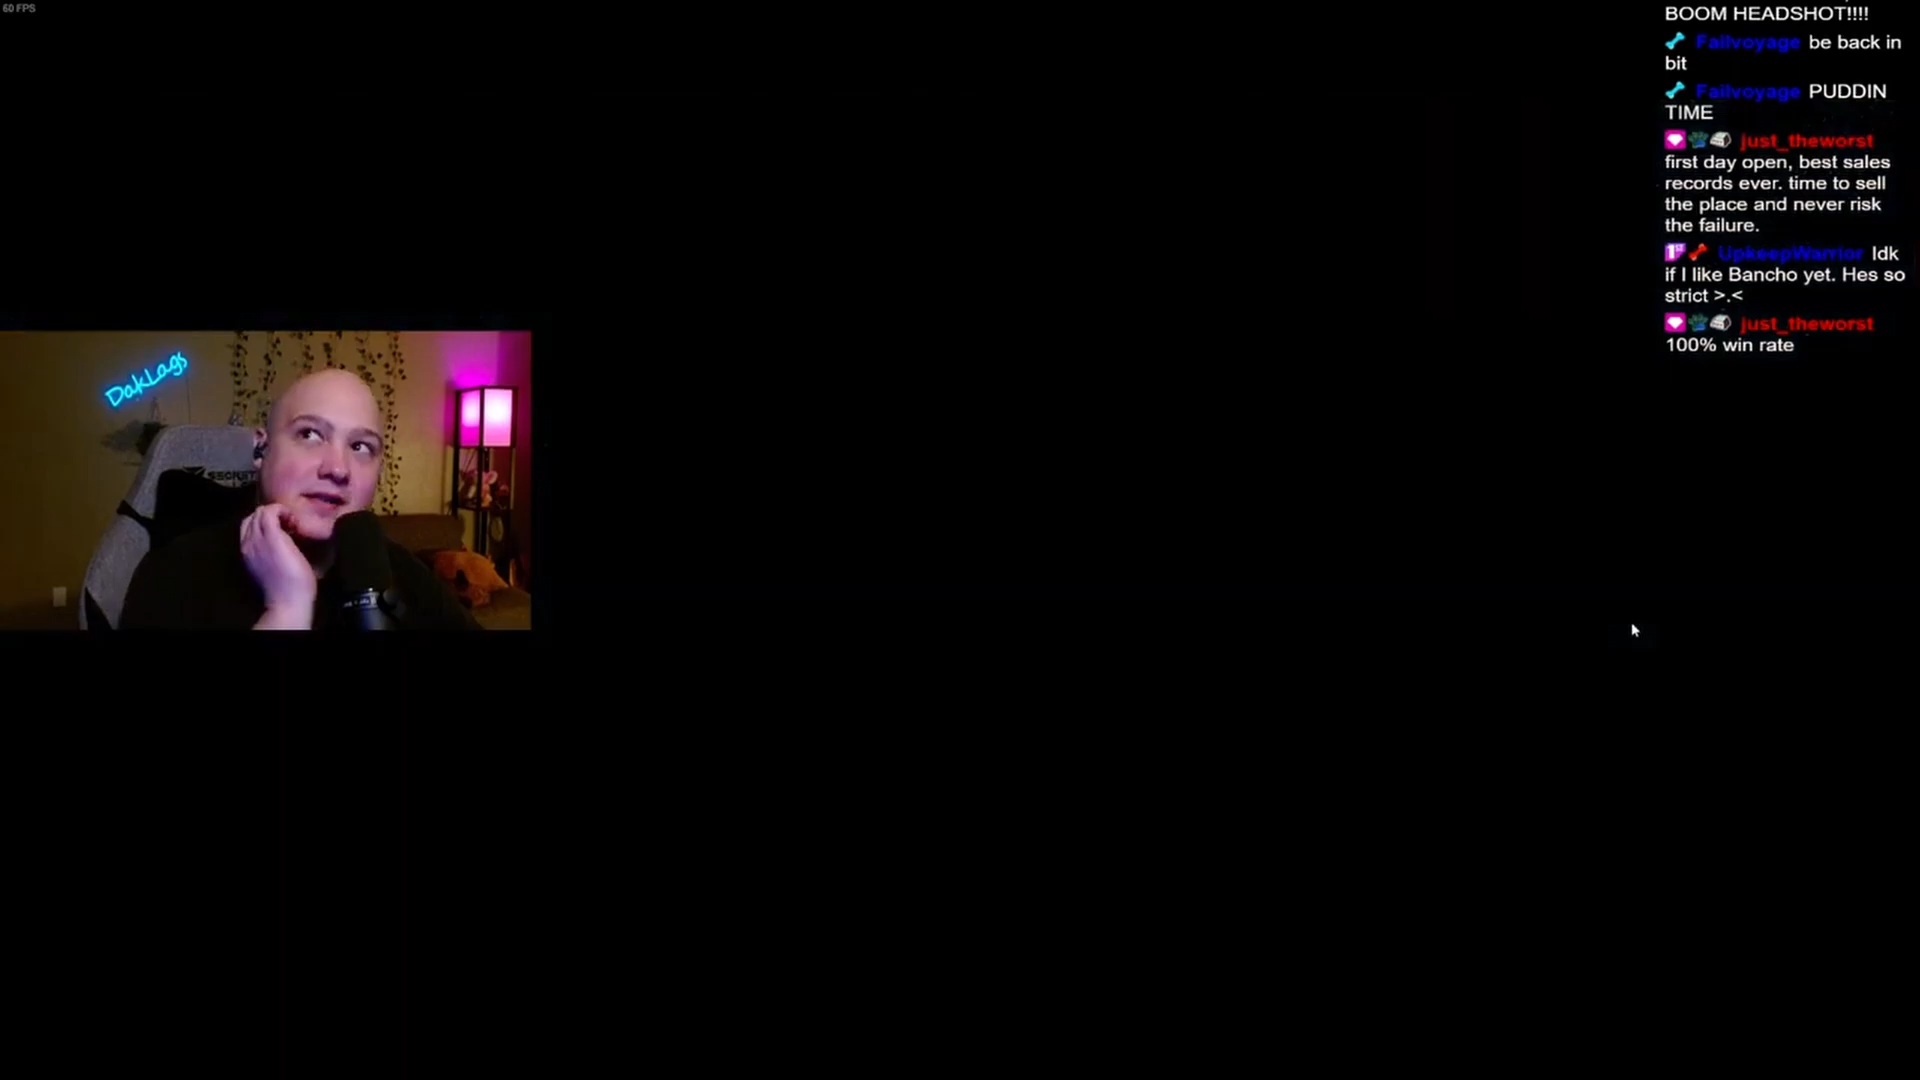 60 FPS
BOOM HEADSHOT!!!!
Failvoyage be back in
bit
Failvoyage PUDDIN
TIME
just_theworst
first day open, best sales
records ever. time to sell
the place and never risk
the failure.
UpkeepWarrior Idk
if I like Bancho yet. Hes so
strict >.<
just_theworst
100% win rate
DakLags